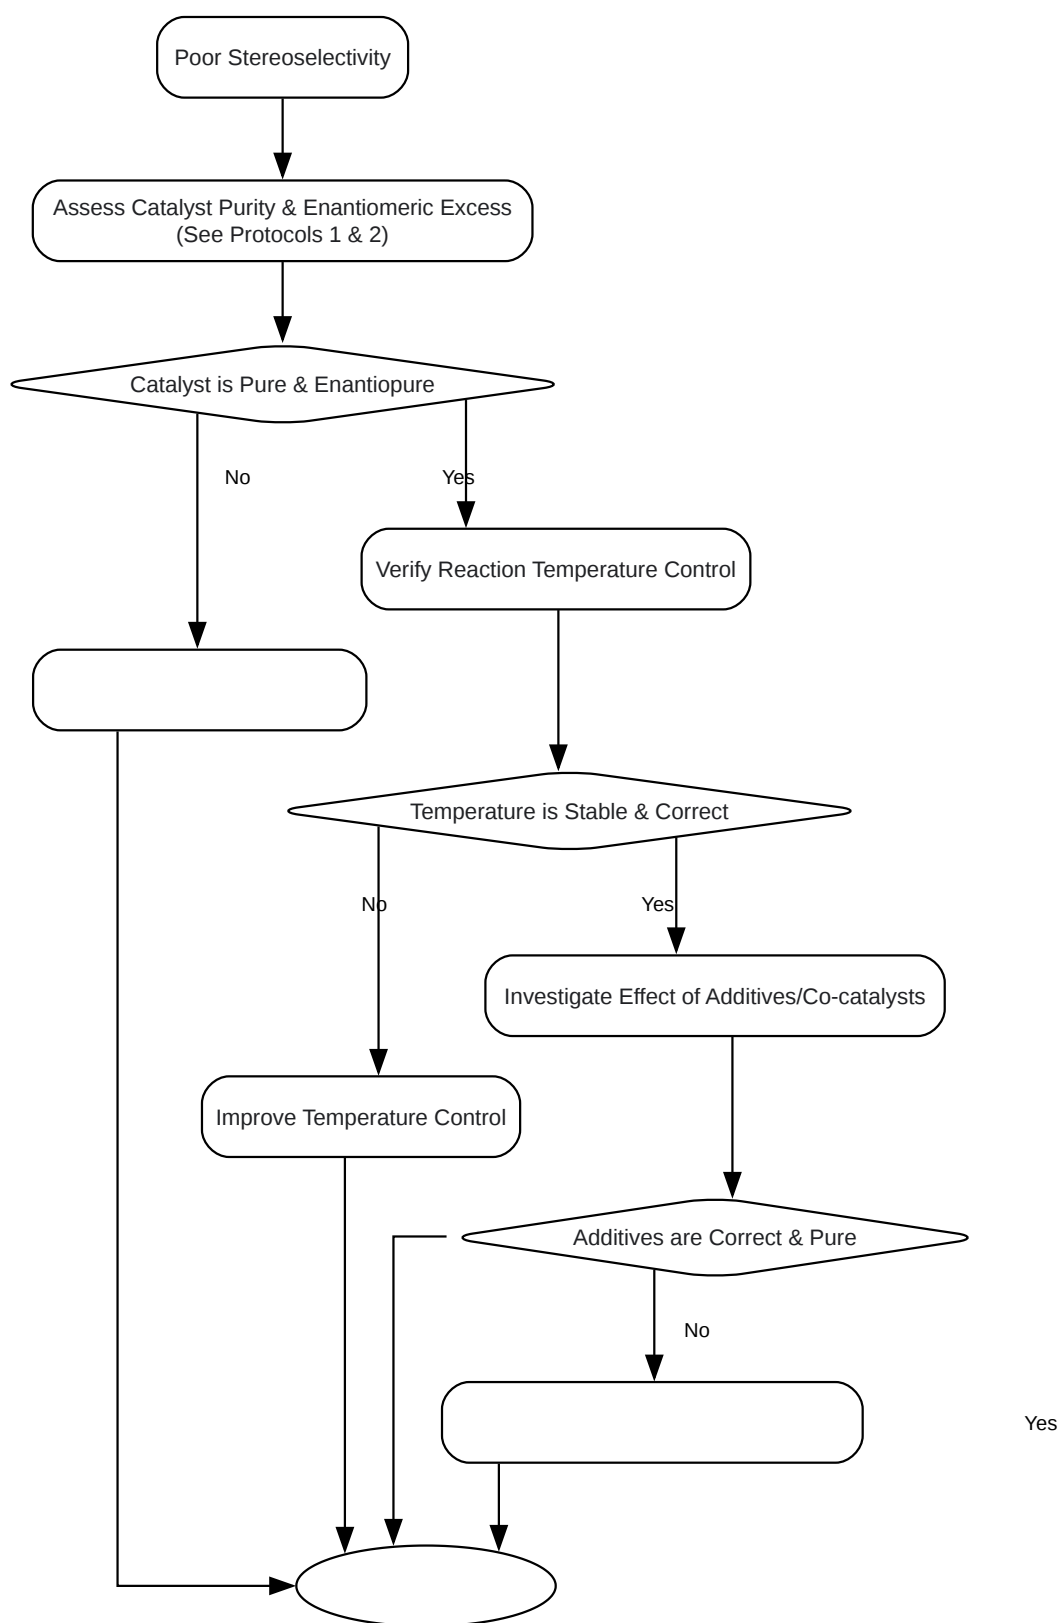 Poor Stereoselectivity
Assess Catalyst Purity & Enantiomeric Excess
(See Protocols 1 & 2)
Catalyst is Pure & Enantiopure
No
Yes
Verify Reaction Temperature Control
Temperature is Stable & Correct
No
Yes
Investigate Effect of Additives/Co-catalysts
Improve Temperature Control
Additives are Correct & Pure
No
Yes